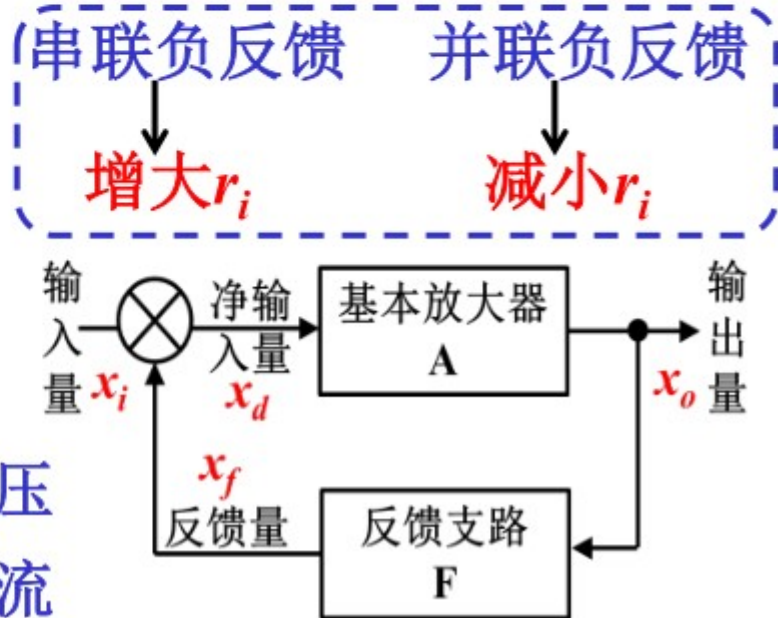 串联负反馈 并联负反馈
增大r_i 减小r_i
输入量
x_i
净输入量
x_d
基本放大器
A
输出量
x_o
x_f
反馈量
反馈支路
F
压
流